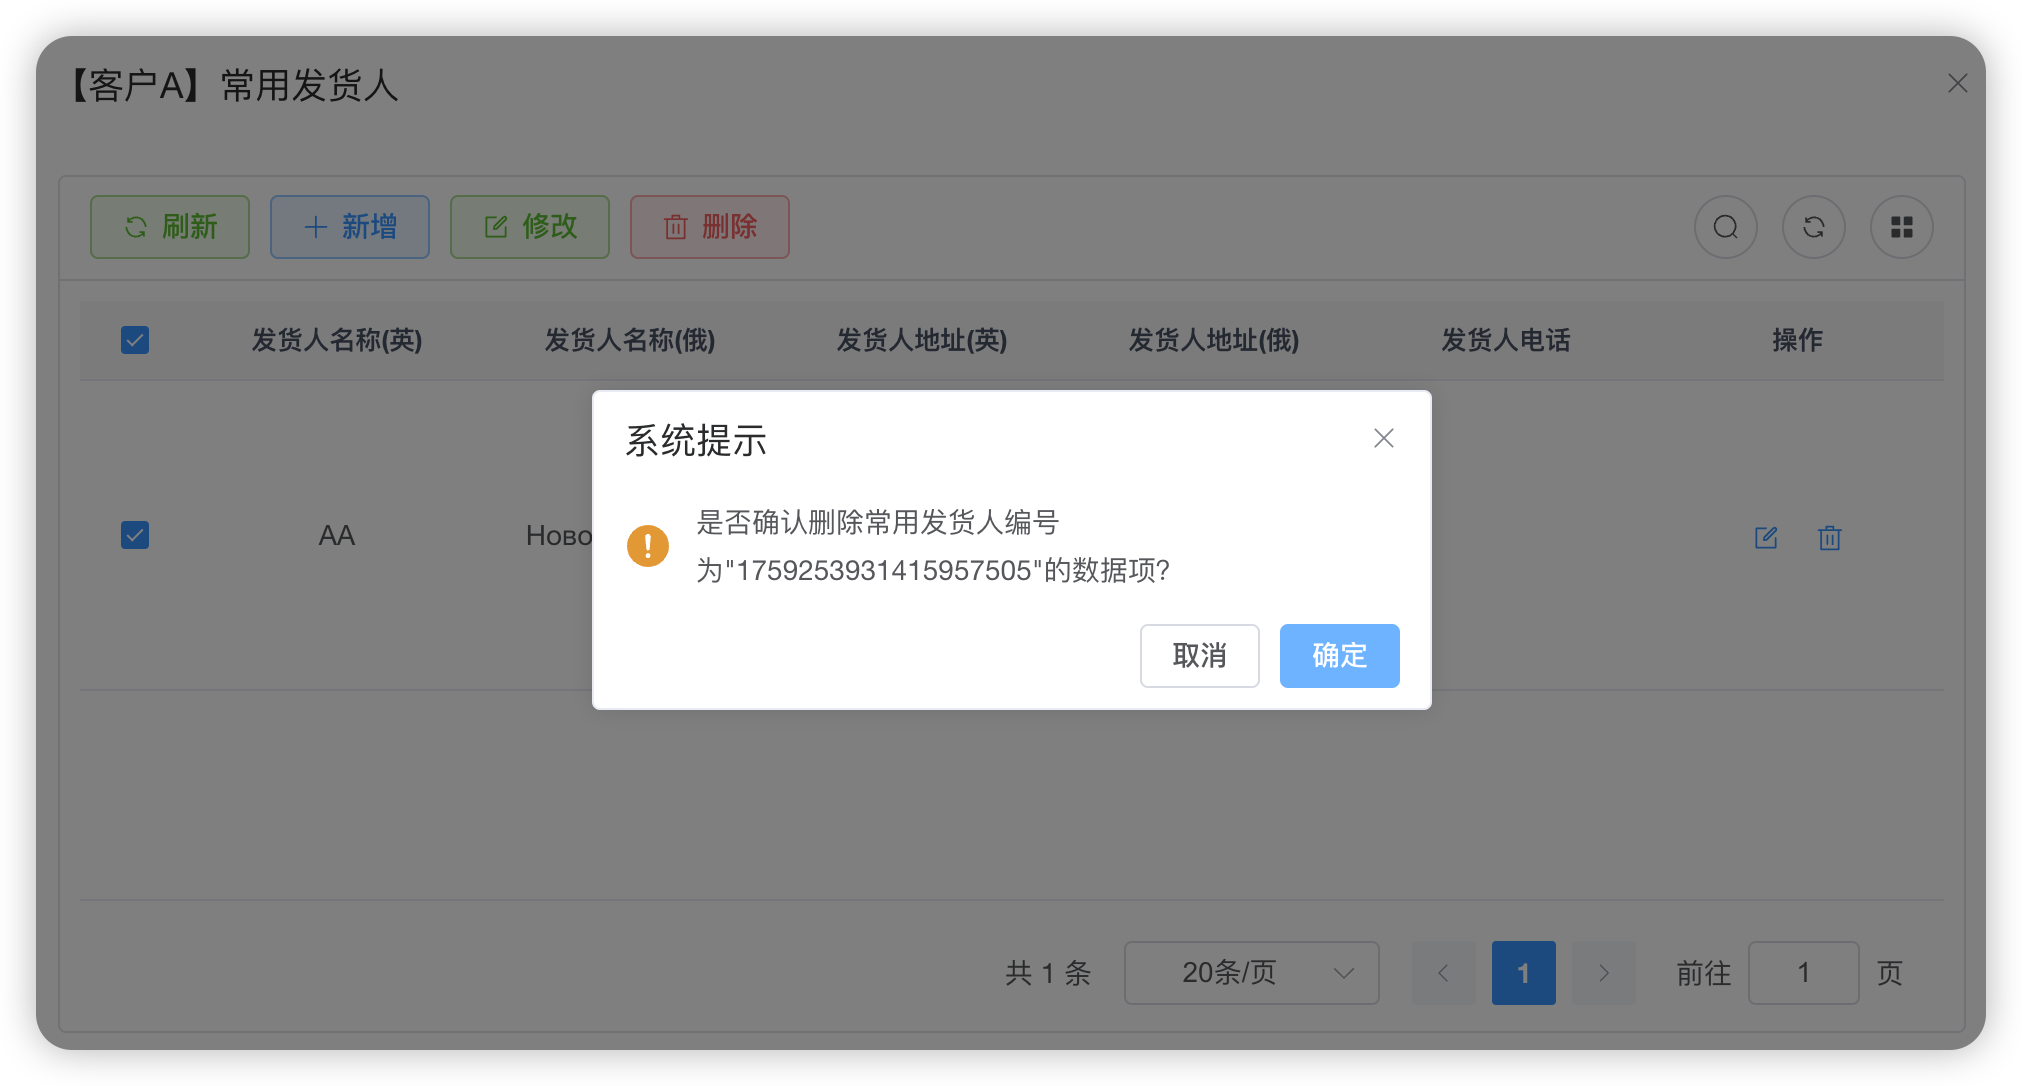 【客户A】常用发货人
刷新 新增 修改 删除
发货人名称(英) 发货人名称(俄) 发货人地址(英) 发货人地址(俄) 发货人电话 操作
系统提示
是否确认删除常用发货人编号
为"1759253931415957505"的数据项?
AA Ново
取消 确定
共 1 条 20条/页 1 前往 1 页